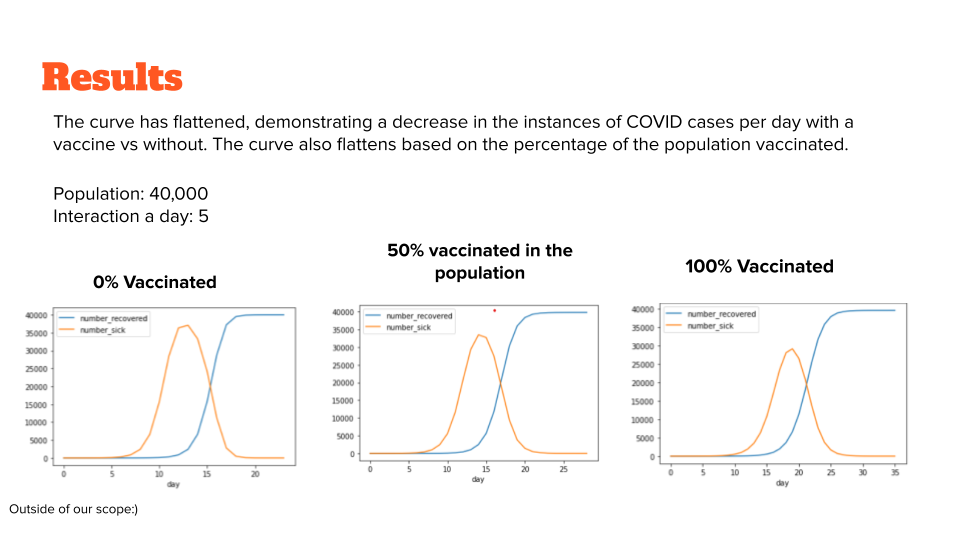 Results
The curve has flattened, demonstrating a decrease in the instances of COVID cases per day with a
vaccine vs without. The curve also flattens based on the percentage of the population vaccinated.
Population: 40,000
Interaction a day: 5
0% Vaccinated
40000
35000
30000
25000
20000
15000
10000
5000
0
number_recovered
number_sick
0 5 10 15 20
day
50% vaccinated in the
population
40000
35000
30000
25000
20000
15000
10000
5000
0
number_recovered
number_sick
0 5 10 15 20 25
day
100% Vaccinated
40000
35000
30000
25000
20000
15000
10000
5000
0
number_recovered
number_sick
0 5 10 15 20 25 30 35
day
Outside of our scope:)